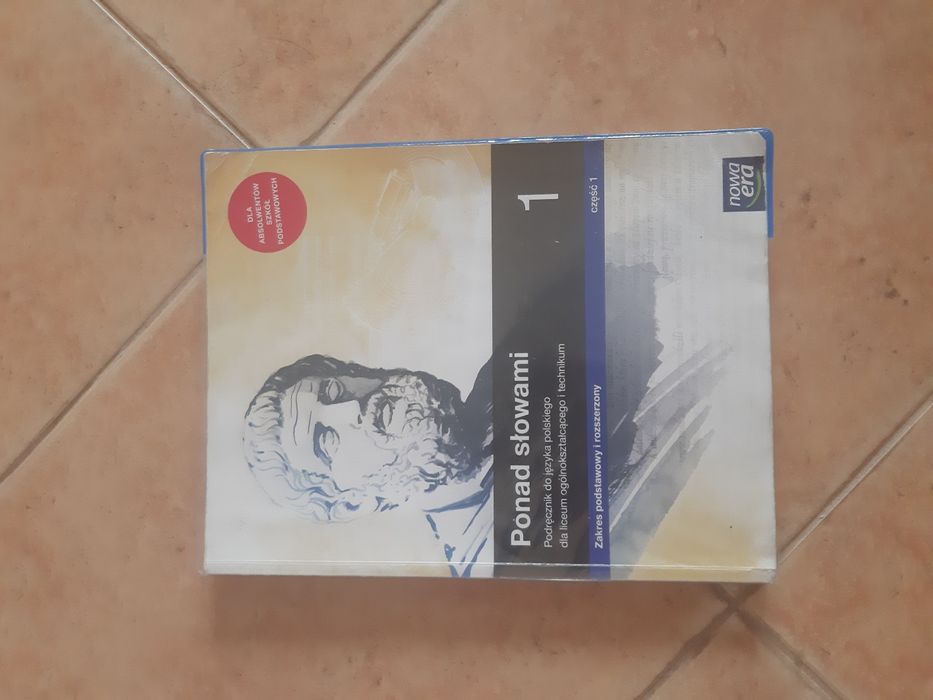 DLA
ABSOLWENTÓW
SZKÓŁ
PODSTAWOWYCH
Ponad słowami 1
Podręcznik do języka polskiego
dla liceum ogólnokształcącego i technikum
Zakres podstawowy i rozszerzony część 1
nowa
era